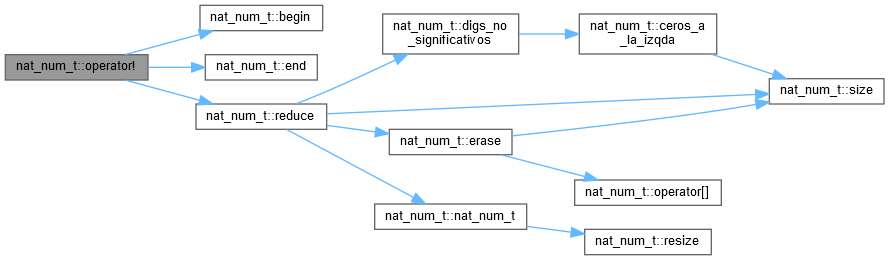 nat_num_t::begin
nat_num_t::digs_no
_significativos
nat_num_t::ceros_a
_la_izqda
nat_num_t::operator!
nat_num_t::end
nat_num_t::size
nat_num_t::reduce
nat_num_t::erase
nat_num_t::operator[]
nat_num_t::nat_num_t
nat_num_t::resize